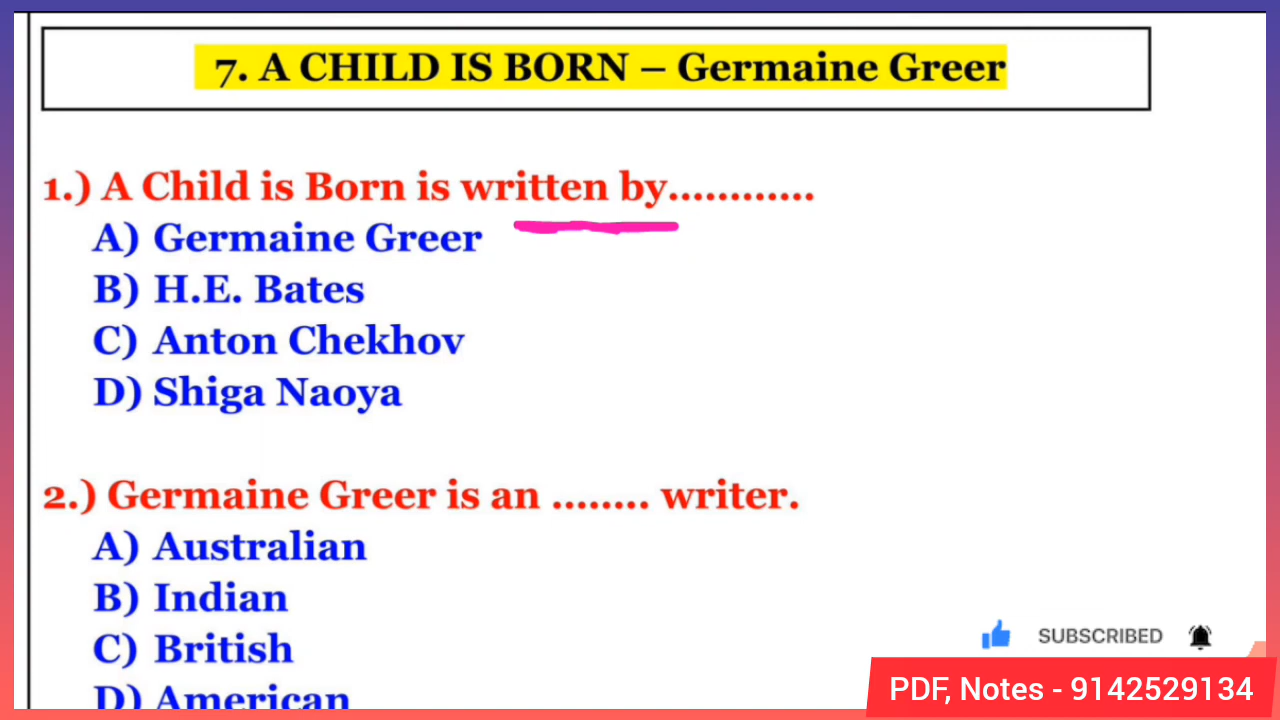 7. A CHILD IS BORN – Germaine Greer
1.) A Child is Born is written by............
A) Germaine Greer
B) H.E. Bates
C) Anton Chekhov
D) Shiga Naoya
2.) Germaine Greer is an ........ writer.
A) Australian
B) Indian
C) British
D) American
SUBSCRIBED
PDF, Notes - 9142529134